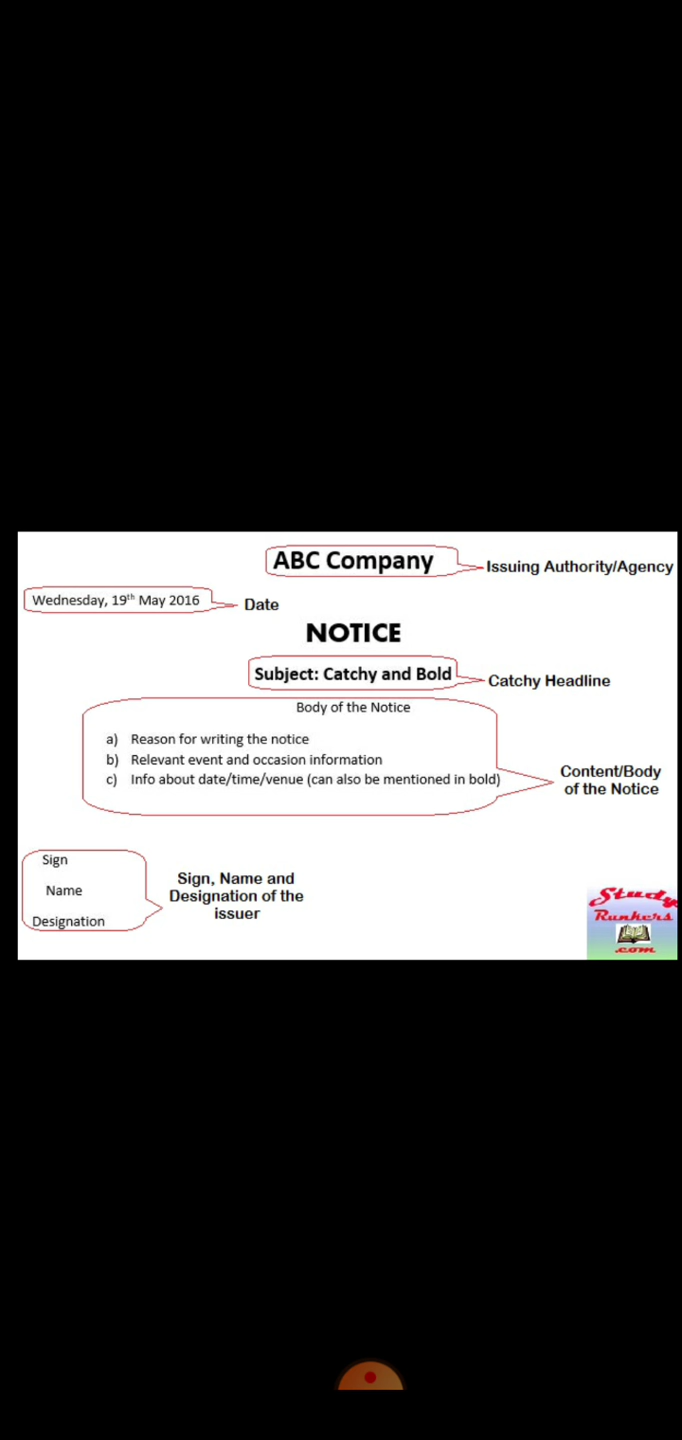 ABC Company
Issuing Authority/Agency
Wednesday, 19th May 2016
Date
NOTICE
Subject: Catchy and Bold
Catchy Headline
Body of the Notice
a) Reason for writing the notice
b) Relevant event and occasion information
c) Info about date/time/venue (can also be mentioned in bold)
Content/Body
of the Notice
Sign
Name
Designation
Sign, Name and
Designation of the
issuer
Study
Runkers
.com